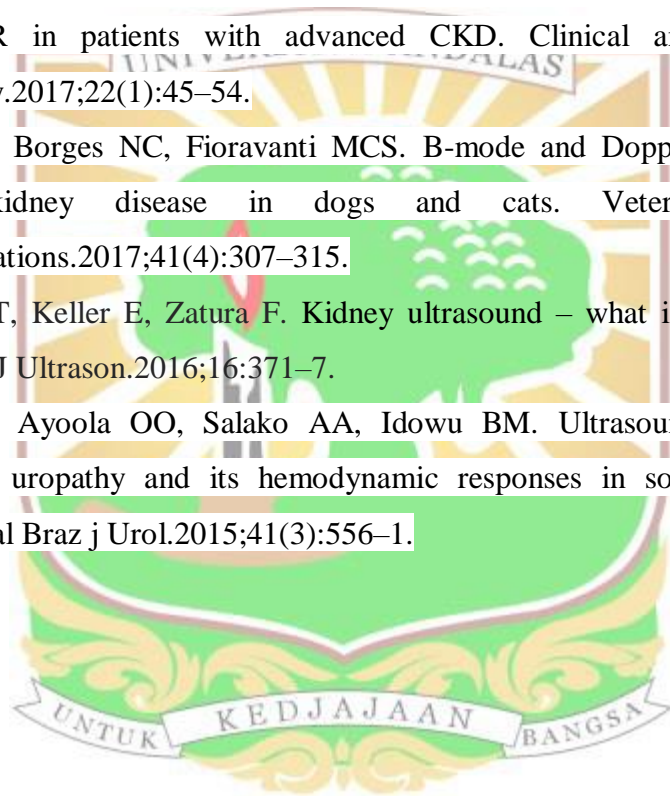 R in patients with advanced CKD. Clinical a
UNIV ALAS
y.2017;22(1):45–54.
Borges NC, Fioravanti MCS. B-mode and Dopp
kidney disease in dogs and cats. Veter
ations.2017;41(4):307–315.
T, Keller E, Zatura F. Kidney ultrasound – what i
J Ultrason.2016;16:371–7.
Ayoola OO, Salako AA, Idowu BM. Ultrasou
uropathy and its hemodynamic responses in so
al Braz j Urol.2015;41(3):556–1.
UNTUK KEDJAJAAN BANGSA